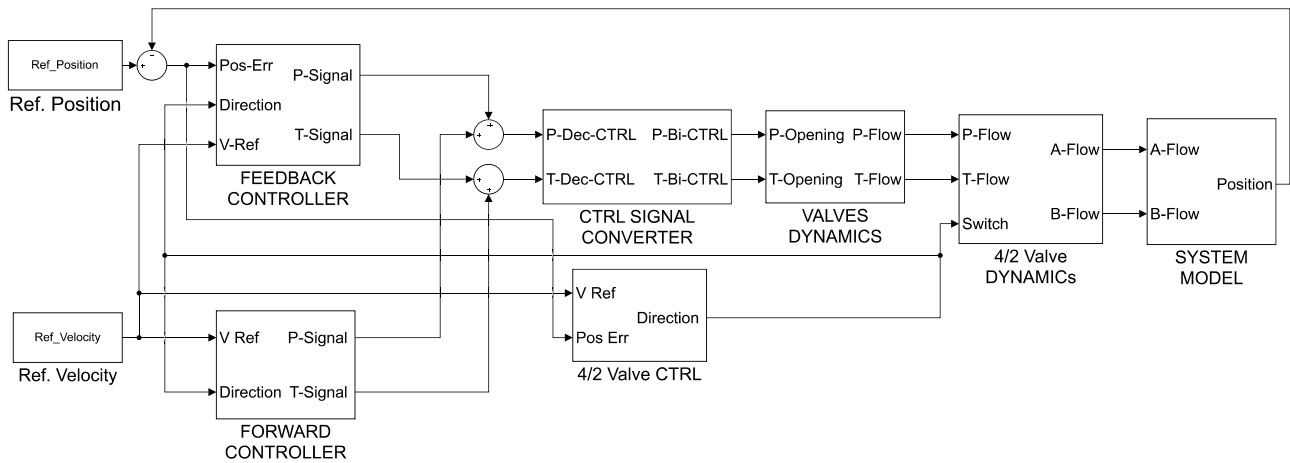 Ref_Position
Ref. Position
Pos-Err
Direction
V-Ref
P-Signal
T-Signal
FEEDBACK
CONTROLLER
P-Dec-CTRL
T-Dec-CTRL
P-Bi-CTRL
T-Bi-CTRL
CTRL SIGNAL
CONVERTER
P-Opening
T-Opening
P-Flow
T-Flow
VALVES
DYNAMICS
P-Flow
T-Flow
Switch
A-Flow
B-Flow
4/2 Valve
DYNAMICs
A-Flow
B-Flow
Position
SYSTEM
MODEL
Ref_Velocity
Ref. Velocity
V Ref
Direction
P-Signal
T-Signal
FORWARD
CONTROLLER
V Ref
Pos Err
Direction
4/2 Valve CTRL